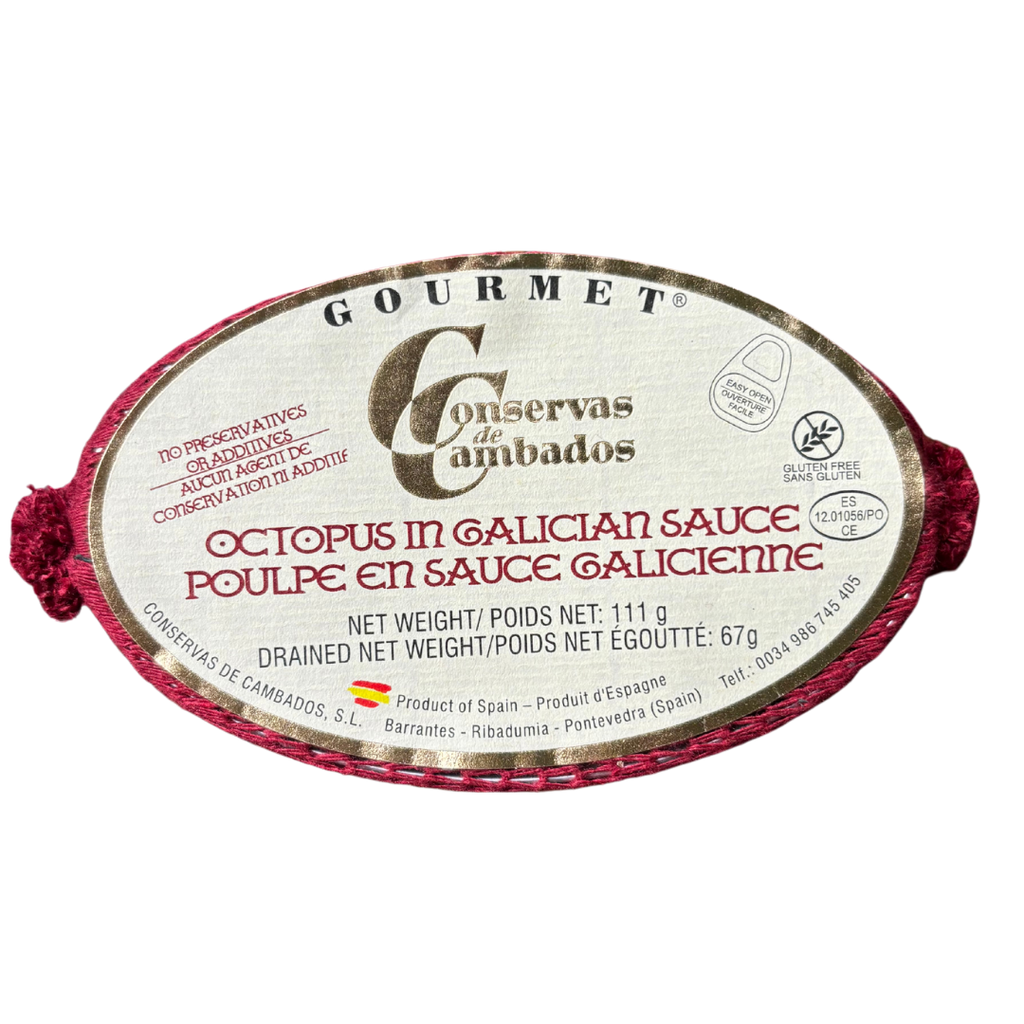 GOURMET®
Conservas
de
Cambados
NO PRESERVATIVES
OR ADDITIVES
AUCUN AGENT DE
CONSERVATION NI ADDITIF
EASY OPEN
OUVERTURE
FACILE
GLUTEN FREE
SANS GLUTEN
ES
12.01056/PO
CE
OCTOPUS IN GALICIAN SAUCE
POULPE EN SAUCE GALICIENNE
NET WEIGHT/ POIDS NET: 111 g
DRAINED NET WEIGHT/POIDS NET ÉGOUTTÉ: 67g
Product of Spain – Produit d'Espagne
CONSERVAS DE CAMBADOS, S.L. Barrantes - Ribadumia - Pontevedra (Spain) Telf.: 0034 986 745 405